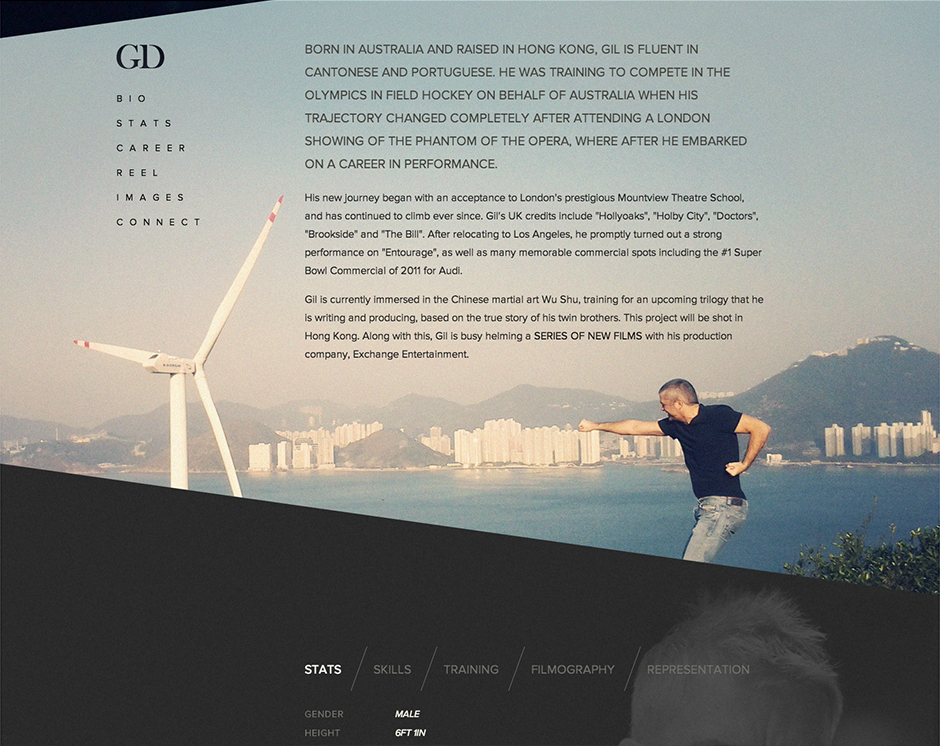 GD
BIO
STATS
CAREER
REEL
IMAGES
CONNECT
BORN IN AUSTRALIA AND RAISED IN HONG KONG, GIL IS FLUENT IN
CANTONESE AND PORTUGUESE. HE WAS TRAINING TO COMPETE IN THE
OLYMPICS IN FIELD HOCKEY ON BEHALF OF AUSTRALIA WHEN HIS
TRAJECTORY CHANGED COMPLETELY AFTER ATTENDING A LONDON
SHOWING OF THE PHANTOM OF THE OPERA, WHERE AFTER HE EMBARKED
ON A CAREER IN PERFORMANCE.
His new journey began with an acceptance to London's prestigious Mountview Theatre School,
and has continued to climb ever since. Gil's UK credits include "Hollyoaks", "Holby City", "Doctors",
"Brookside" and "The Bill". After relocating to Los Angeles, he promptly turned out a strong
performance on "Entourage", as well as many memorable commercial spots including the #1 Super
Bowl Commercial of 2011 for Audi.
Gil is currently immersed in the Chinese martial art Wu Shu, training for an upcoming trilogy that he
is writing and producing, based on the true story of his twin brothers. This project will be shot in
Hong Kong. Along with this, Gil is busy helming a SERIES OF NEW FILMS with his production
company, Exchange Entertainment.
STATS SKILLS TRAINING FILMOGRAPHY REPRESENTATION
GENDER MALE
HEIGHT 6FT 1IN